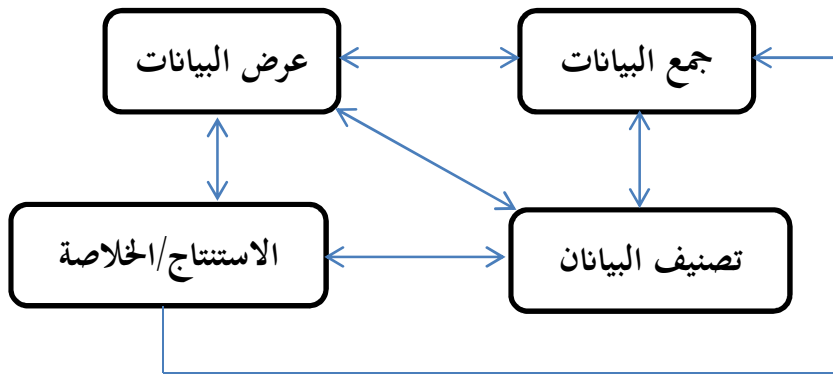 جمع البيانات
عرض البيانات
تصنيف البيانان
الاستنتاج/الخلاصة